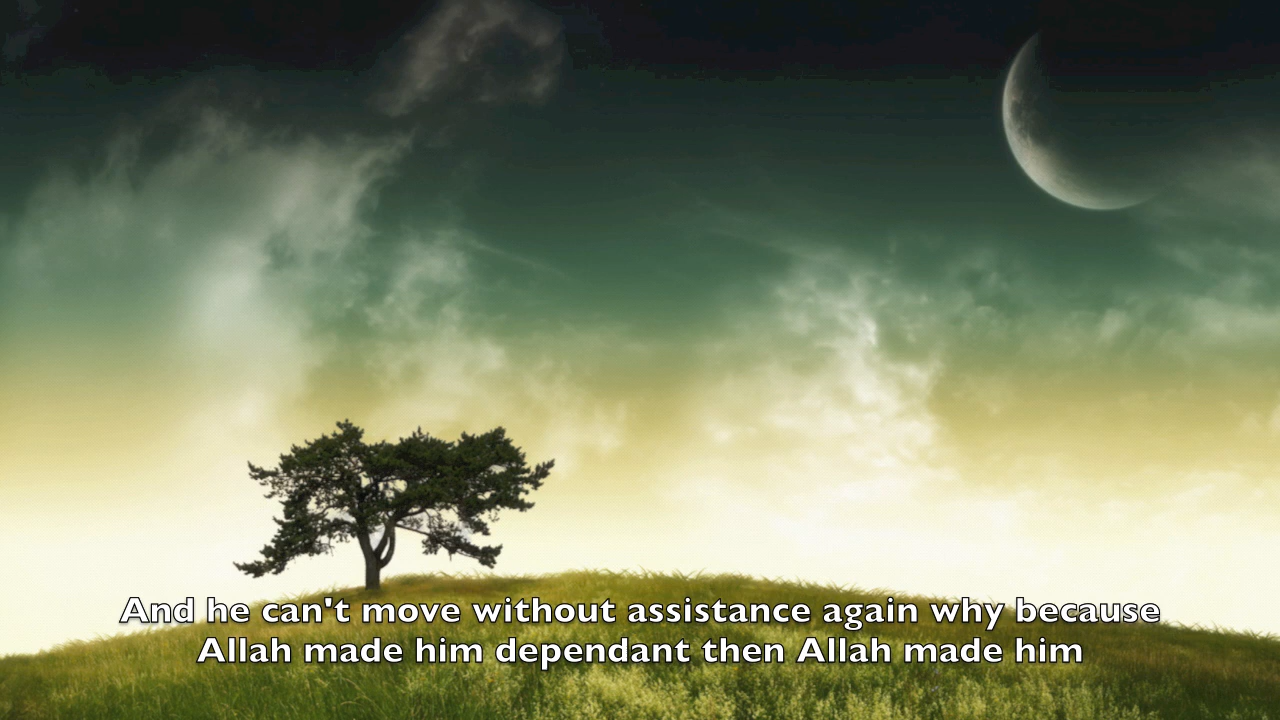 And he can't move without assistance again why because
Allah made him dependant then Allah made him